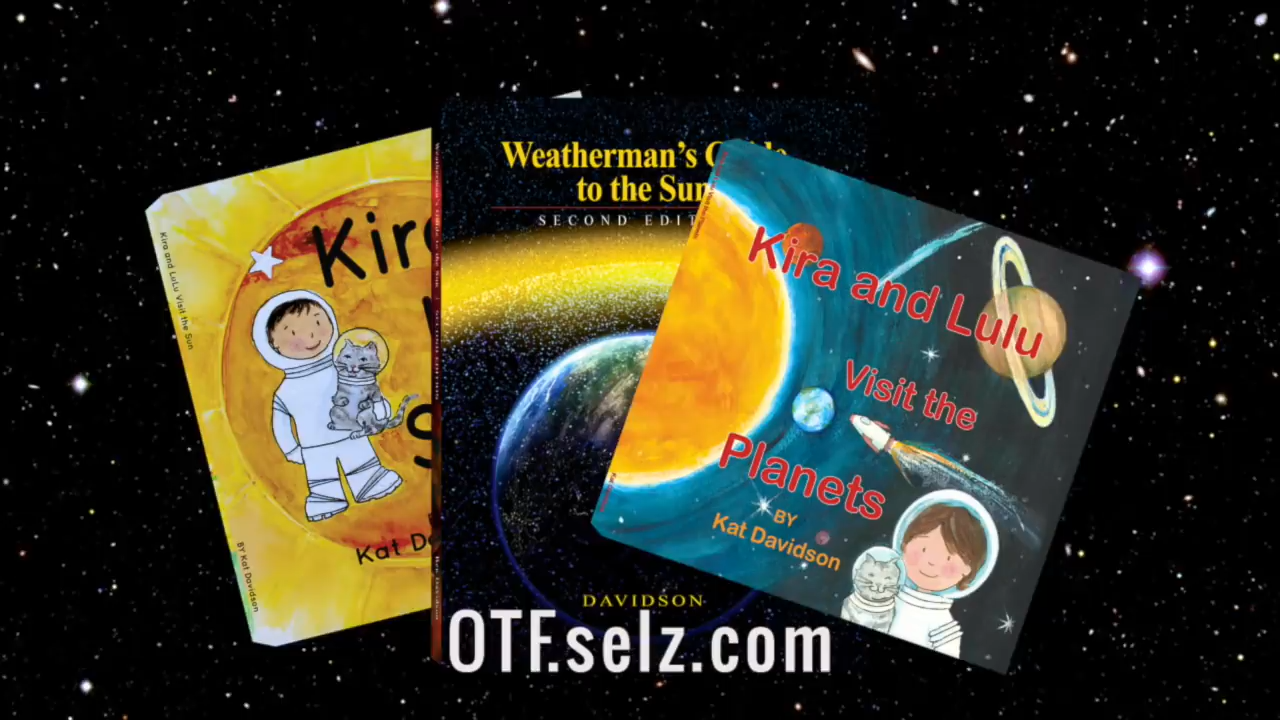 Kira and LoLu Visit the Sun
BY Kat Davidson
Kir
S
Kat D
Weatherman's
to the Sun
SECOND EDIT
DAVIDSON
Kira and Lulu
Visit the
Planets
BY
Kat Davidson
OTF.selz.com